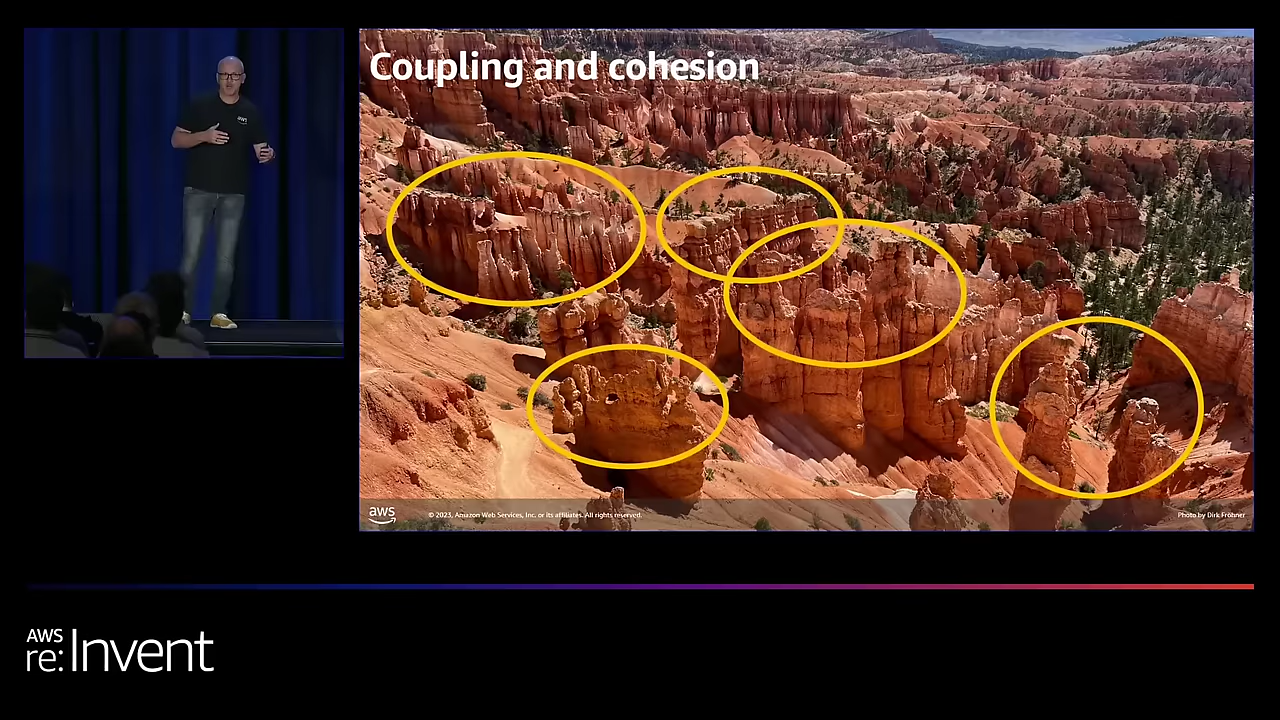 Coupling and cohesion
aws
aws
© 2023, Amazon Web Services, Inc. or its affiliates. All rights reserved.
Photo by Dirk Fröhner
AWS
re:Invent